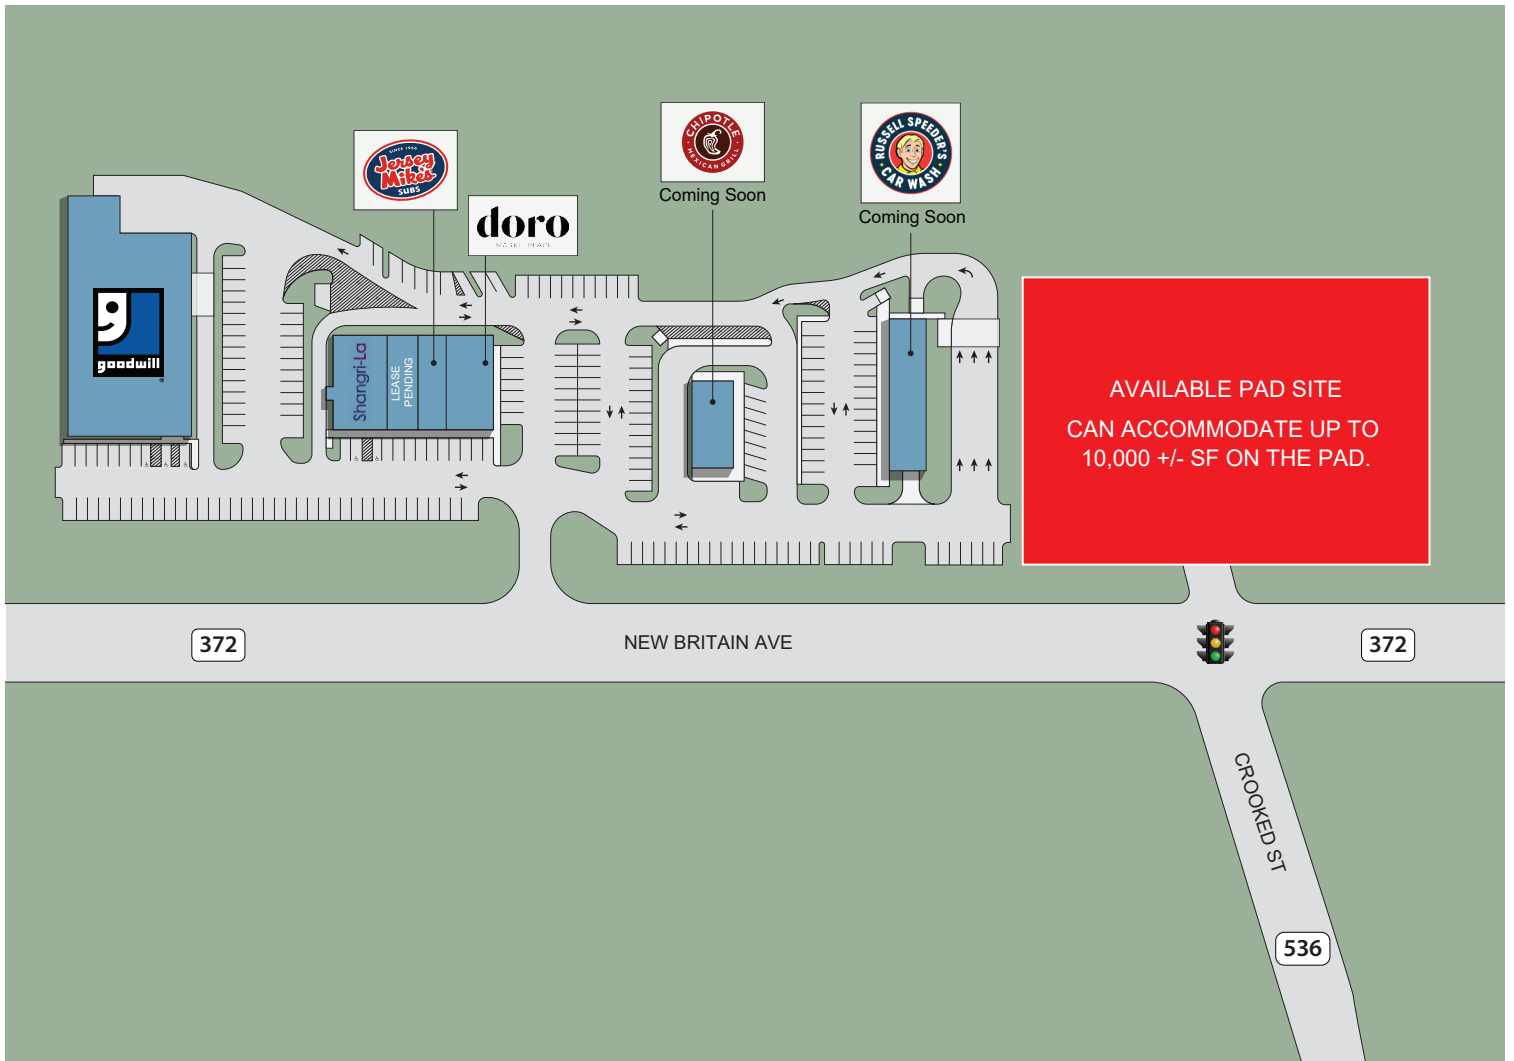 CHIPOTLE
MEXICAN GRILL
Coming Soon
RUSSELL SPEEDER'S
CAR WASH
Coming Soon
SINCE 1956
Jersey
Mike's
SUBS
doro
goodwill
Shangri-La
LEASE
PENDING
AVAILABLE PAD SITE
CAN ACCOMMODATE UP TO
10,000 +/- SF ON THE PAD.
372
NEW BRITAIN AVE
372
CROOKED ST
536